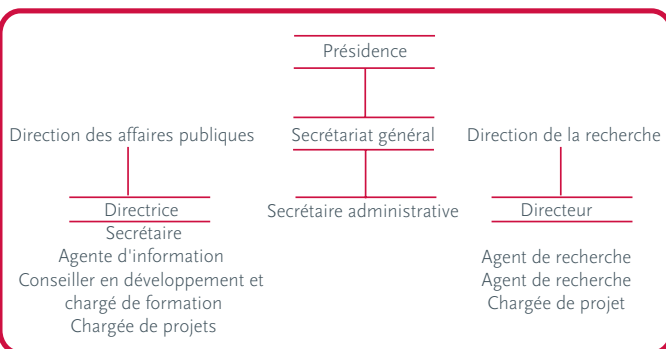 Présidence
Direction des affaires publiques
Secrétariat général
Direction de la recherche
Directrice
Secrétaire administrative
Directeur
Secrétaire
Agente d'information
Conseiller en développement et
chargé de formation
Chargée de projets
Agent de recherche
Agent de recherche
Chargée de projet